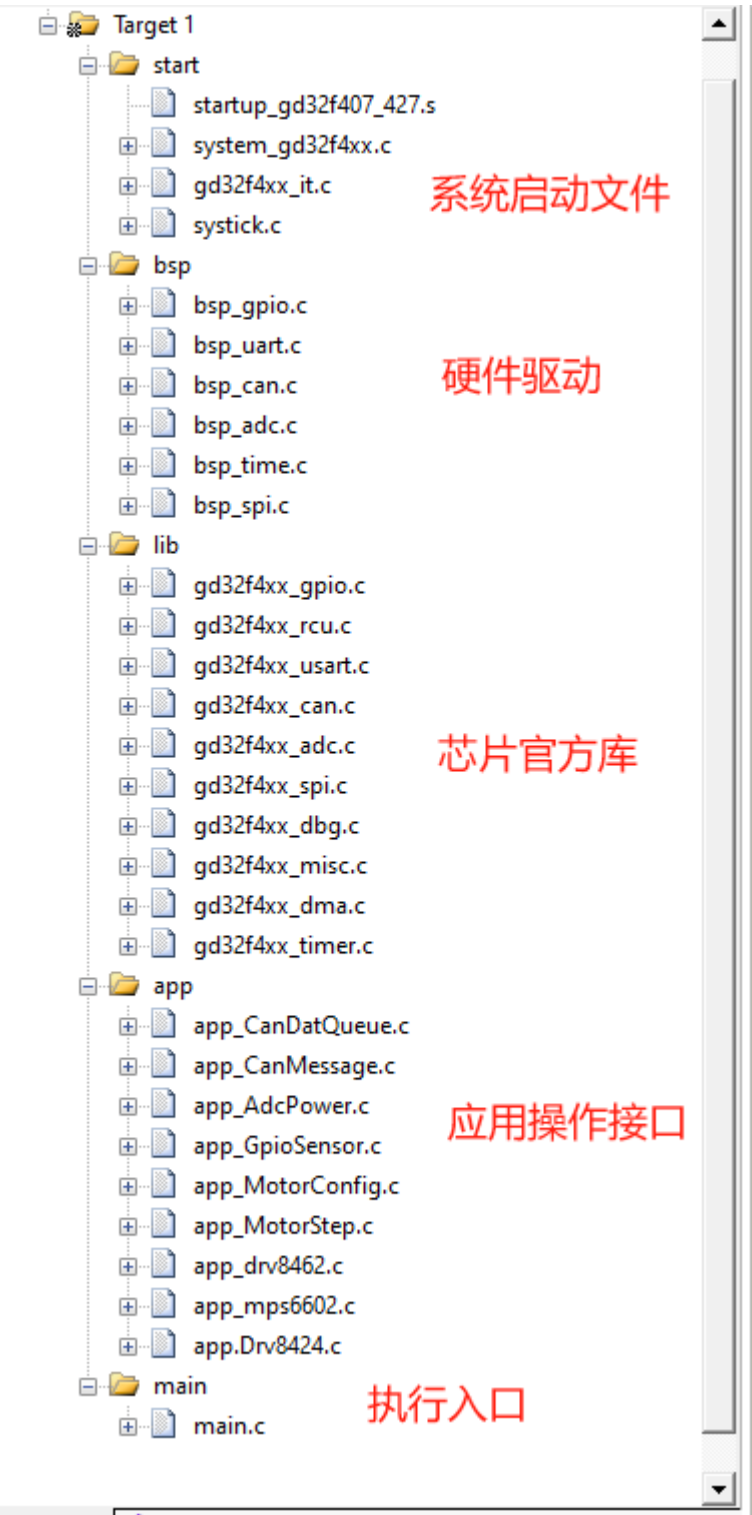 Target 1
start
startup_gd32f407_427.s
system_gd32f4xx.c
gd32f4xx_it.c
系统启动文件
systick.c
bsp
bsp_gpio.c
bsp_uart.c
硬件驱动
bsp_can.c
bsp_adc.c
bsp_time.c
bsp_spi.c
lib
gd32f4xx_gpio.c
gd32f4xx_rcu.c
gd32f4xx_usart.c
gd32f4xx_can.c
gd32f4xx_adc.c
芯片官方库
gd32f4xx_spi.c
gd32f4xx_dbg.c
gd32f4xx_misc.c
gd32f4xx_dma.c
gd32f4xx_timer.c
app
app_CanDatQueue.c
app_CanMessage.c
app_AdcPower.c
应用操作接口
app_GpioSensor.c
app_MotorConfig.c
app_MotorStep.c
app_drv8462.c
app_mps6602.c
app.Drv8424.c
main
执行入口
main.c